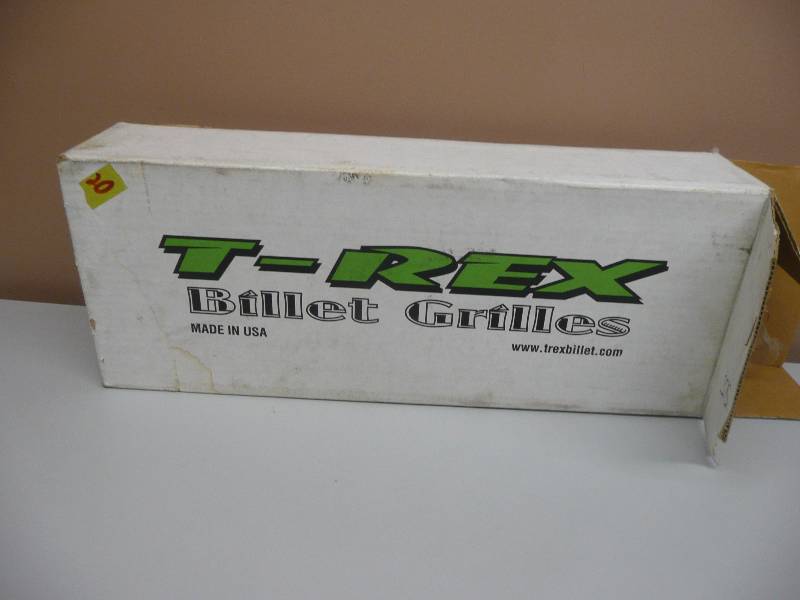 20
T-REX
Billet Grilles
MADE IN USA
www.trexbillet.com